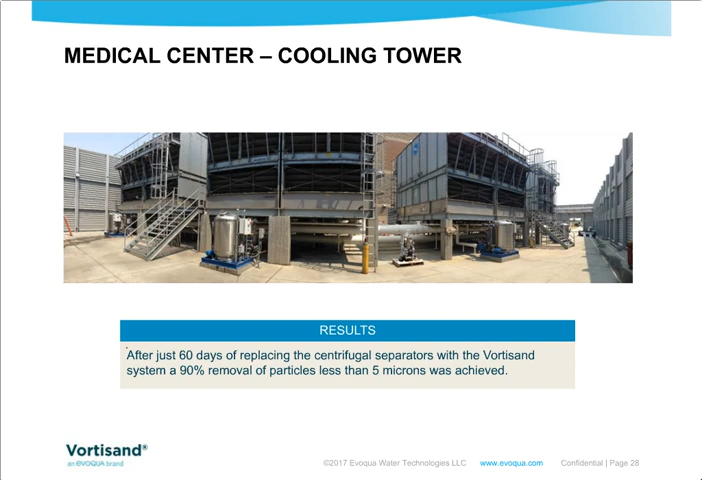 MEDICAL CENTER – COOLING TOWER
RESULTS
After just 60 days of replacing the centrifugal separators with the Vortisand
system a 90% removal of particles less than 5 microns was achieved.
Vortisand®
an evoqua brand
©2017 Evoqua Water Technologies LLC www.evoqua.com Confidential | Page 28